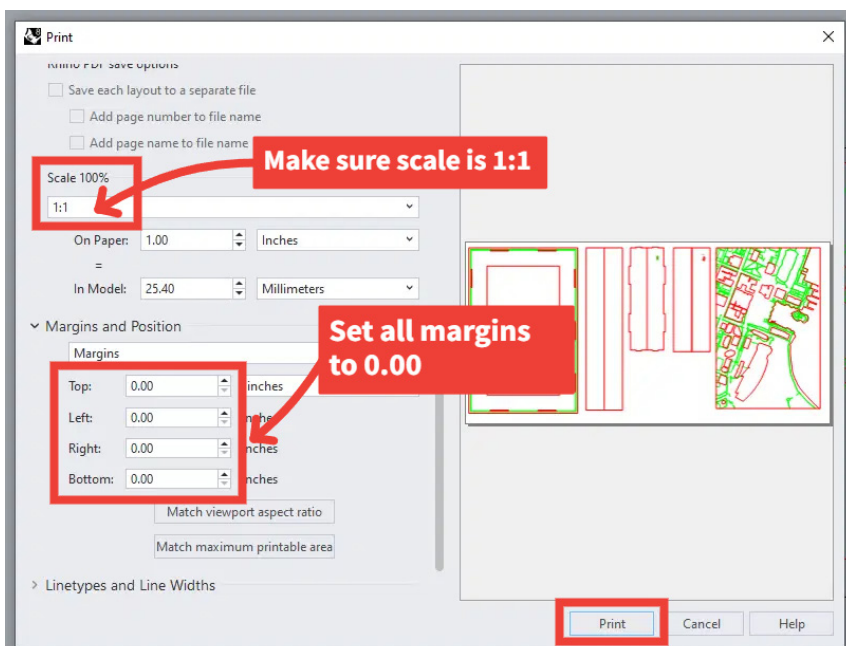 Print
Rhino PDF save options
Save each layout to a separate file
Add page number to file name
Add page name to file name
Make sure scale is 1:1
Scale 100%
1:1
On Paper: 1.00 Inches
=
In Model: 25.40 Millimeters
Margins and Position
Set all margins
to 0.00
Margins
Top: 0.00 inches
Left: 0.00 inches
Right: 0.00 inches
Bottom: 0.00 inches
Match viewport aspect ratio
Match maximum printable area
Linetypes and Line Widths
Print Cancel Help